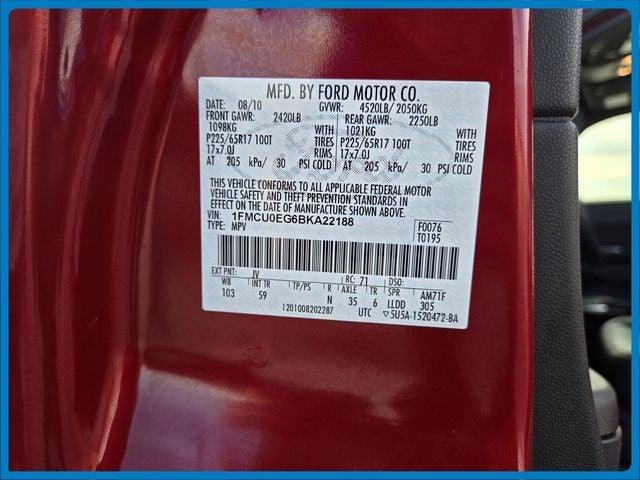 MFD. BY FORD MOTOR CO.
DATE: 08/10 GVWR: 4520LB/ 2050KG
FRONT GAWR: 2420LB REAR GAWR: 2250LB
1098KG WITH 1021KG WITH
P225/65R17 100T TIRES P225/65R17 100T TIRES
17x7.0J RIMS 17x7.0J RIMS
AT 205 kPa/ 30 PSI COLD AT 205 kPa/ 30 PSI COLD
THIS VEHICLE CONFORMS TO ALL APPLICABLE FEDERAL MOTOR
VEHICLE SAFETY AND THEFT PREVENTION STANDARDS IN
EFFECT ON THE DATE OF MANUFACTURE SHOWN ABOVE.
VIN: 1FMCU0EG6BKA22188 F0076
TYPE: MPV T0195
EXT PNT: JV RC: 71 DSO:
WB INT TR TP/PS R AXLE TR SPR AM71F
103 59 N 35 6 LLDD 305
1201008202287 UTC ▽5U5A-1520472-BA